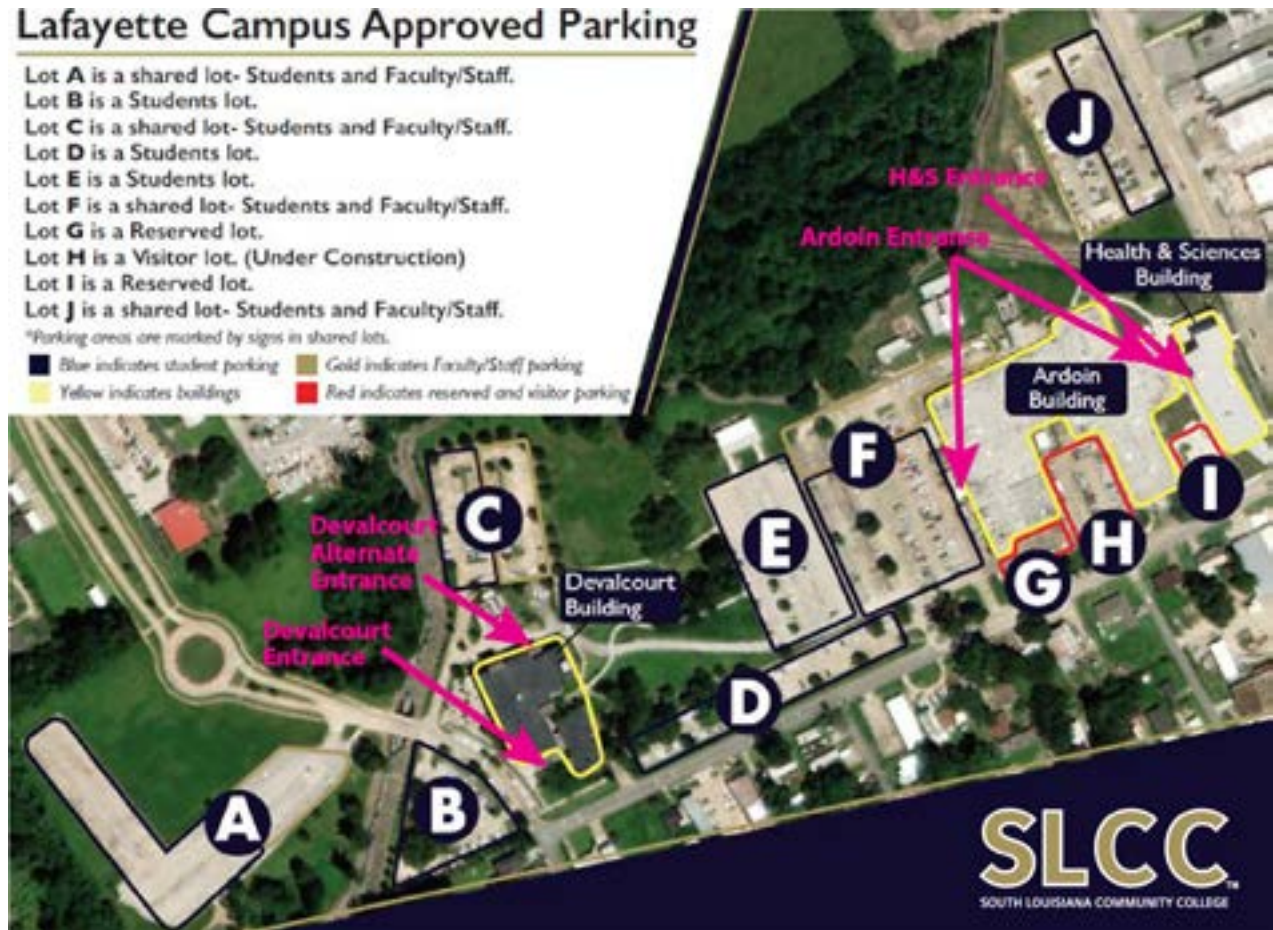 Lafayette Campus Approved Parking
Lot A is a shared lot- Students and Faculty/Staff.
Lot B is a Students lot.
Lot C is a shared lot- Students and Faculty/Staff.
Lot D is a Students lot.
Lot E is a Students lot.
Lot F is a shared lot- Students and Faculty/Staff.
Lot G is a Reserved lot.
Lot H is a Visitor lot. (Under Construction)
Lot I is a Reserved lot.
Lot J is a shared lot- Students and Faculty/Staff.
*Parking areas are marked by signs in shared lots.
Blue indicates student parking
Gold indicates Faculty/Staff parking
Yellow indicates buildings
Red indicates reserved and visitor parking
J
H&S Entrance
Ardoin Entrance
Health & Sciences
Building
Ardoin
Building
F
C
I
E
H
G
Devalcourt
Alternate
Entrance
Devalcourt
Building
Devalcourt
Entrance
D
B
A
SLCC
TM
SOUTH LOUISIANA COMMUNITY COLLEGE